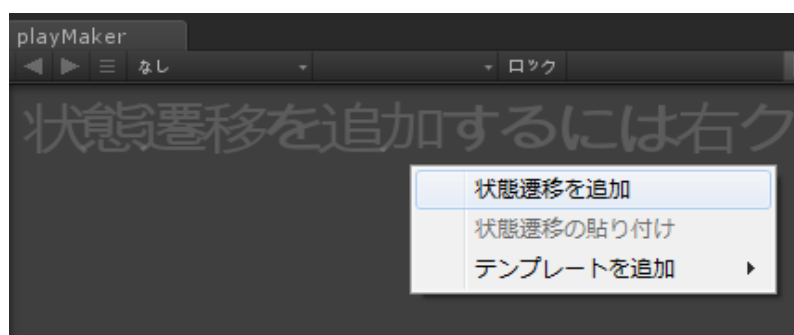 playMaker
なし
ロック
状態遷移を追加するには右ク
状態遷移を追加
状態遷移の貼り付け
テンプレートを追加